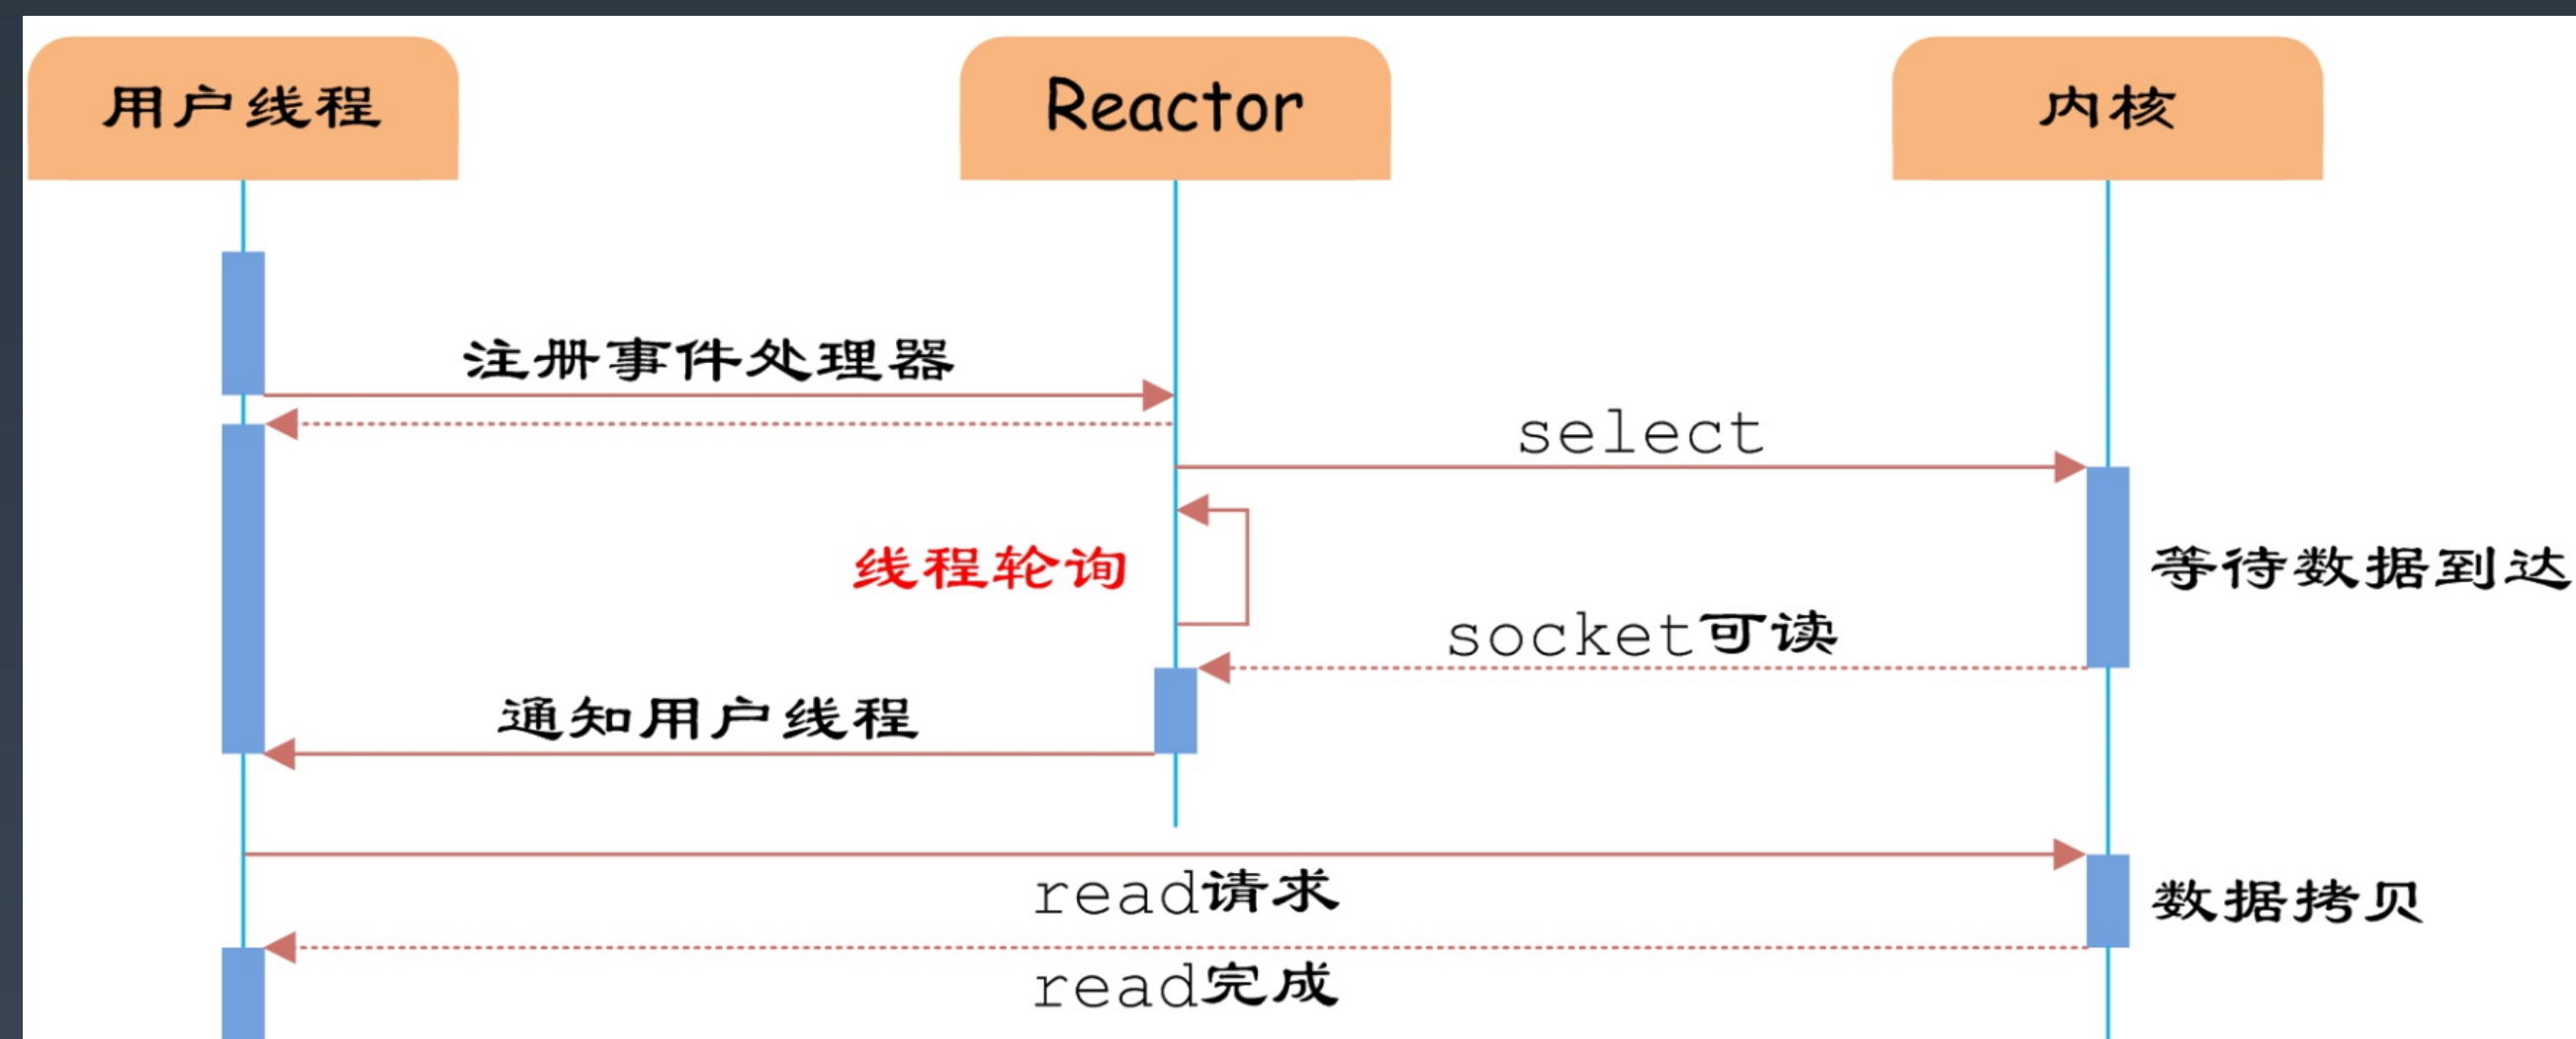 用户线程
Reactor
内核
注册事件处理器
select
线程轮询
等待数据到达
socket可读
通知用户线程
read请求
数据拷贝
read完成